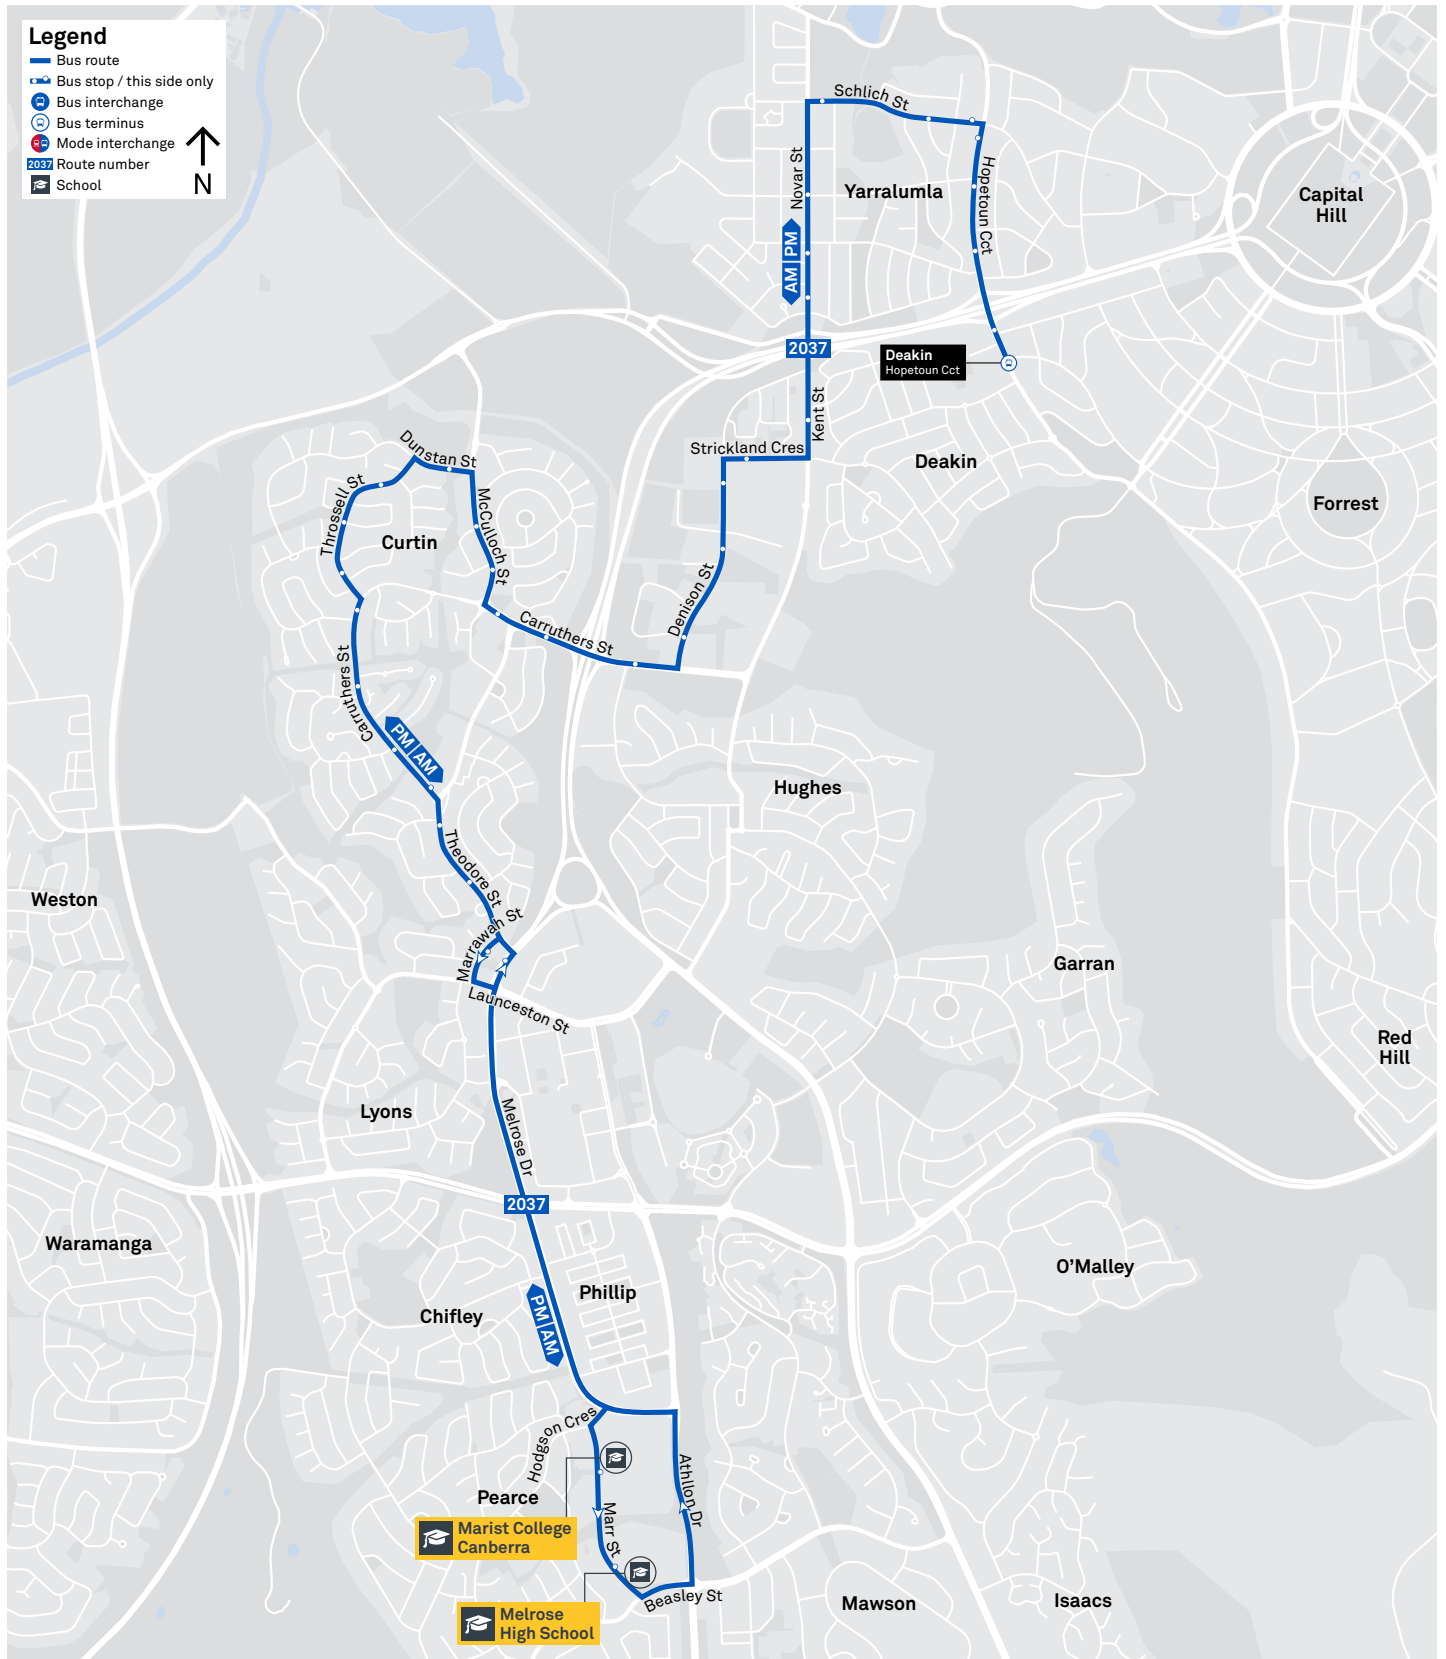 Legend
Bus route
Bus stop / this side only
Bus interchange
Bus terminus
Mode interchange
2037 Route number
School
N
Schlich St
Novar St
Yarralumla
Hopetoun Cct
Capital
Hill
AM PM
2037
Deakin
Hopetoun Cct
Kent St
Strickland Cres
Deakin
Dunstan St
Throssell St
McCulloch St
Curtin
Forrest
Denison St
Carruthers St
Carruthers St
PM AM
Hughes
Theodore St
Weston
Marrawah St
Garran
Launceston St
Red
Hill
Lyons
Melrose Dr
2037
Waramanga
O'Malley
Phillip
PM AM
Chifley
Hodgson Cres
Athllon Dr
Pearce
Marr St
Marist College
Canberra
Beasley St
Mawson
Isaacs
Melrose
High School